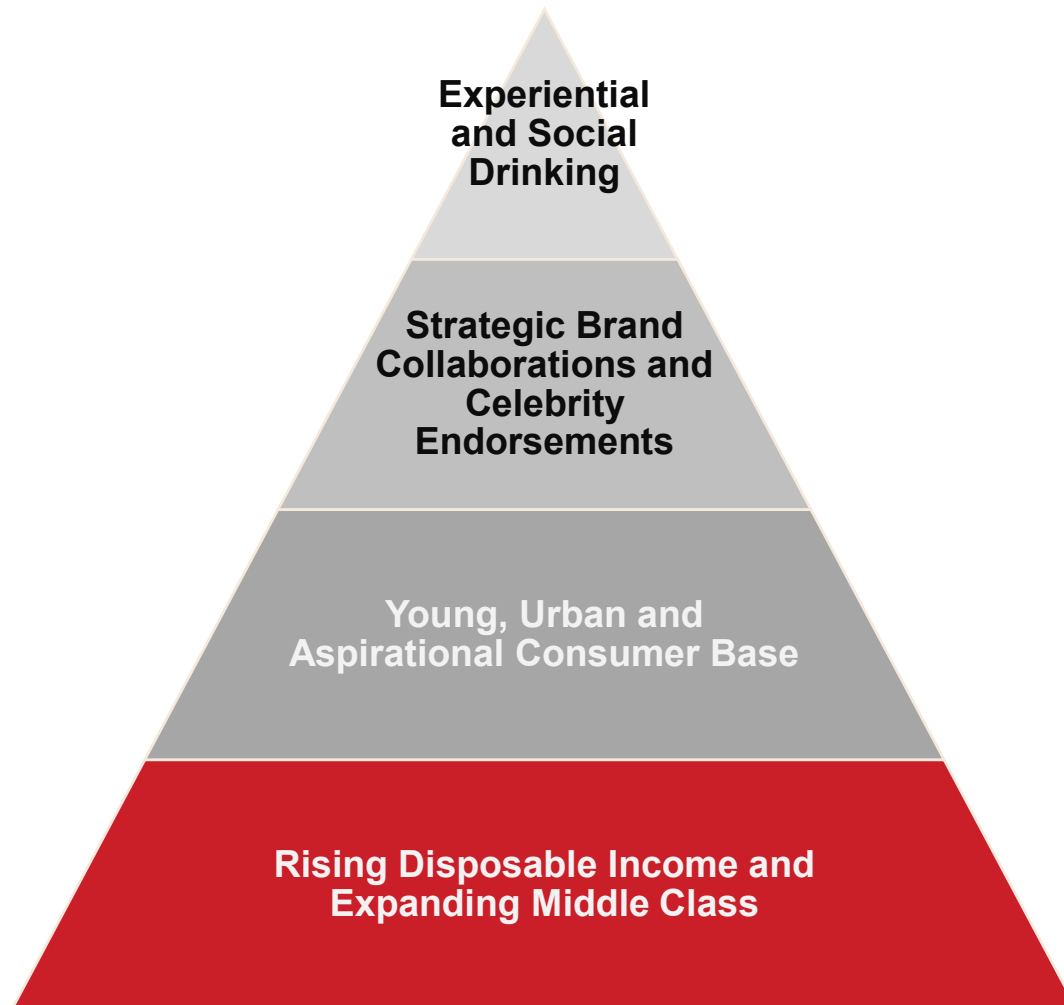 Experiential
and Social
Drinking
Strategic Brand
Collaborations and
Celebrity
Endorsements
Young, Urban and
Aspirational Consumer Base
Rising Disposable Income and
Expanding Middle Class